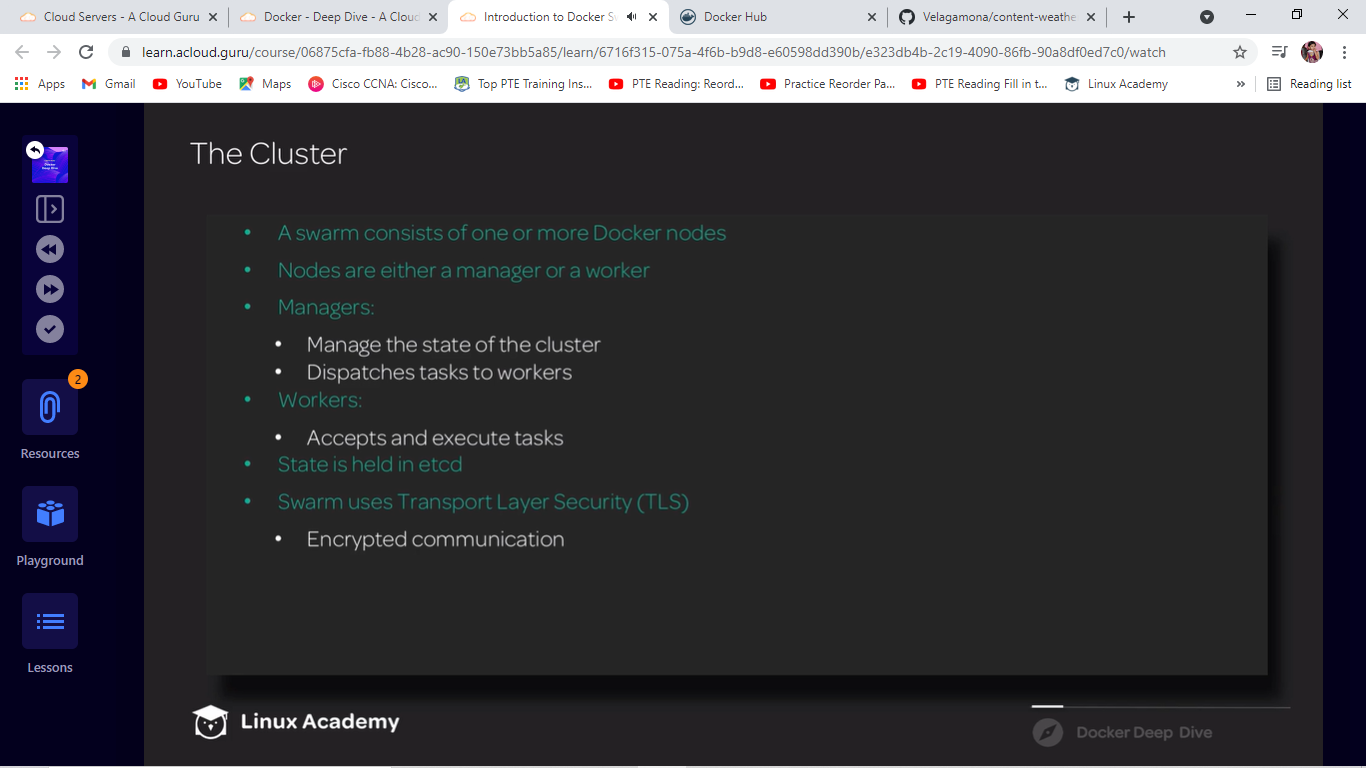 Cloud Servers - A Cloud Guru
Docker - Deep Dive - A Cloud
Introduction to Docker Sw
Docker Hub
Velagamona/content-weathe
learn.acloud.guru/course/06875cfa-fb88-4b28-ac90-150e73bb5a85/learn/6716f315-075a-4f6b-b9d8-e60598dd390b/e323db4b-2c19-4090-86fb-90a8df0ed7c0/watch
Apps
Gmail
YouTube
Maps
Cisco CCNA: Cisco...
Top PTE Training Ins...
PTE Reading: Reord...
Practice Reorder Pa...
PTE Reading Fill in t...
Linux Academy
»
Reading list
The Cluster
• A swarm consists of one or more Docker nodes
• Nodes are either a manager or a worker
• Managers:
• Manage the state of the cluster
• Dispatches tasks to workers
• Workers:
• Accepts and execute tasks
• State is held in etcd
• Swarm uses Transport Layer Security (TLS)
• Encrypted communication
2
Resources
Playground
Lessons
Linux Academy
Docker Deep Dive